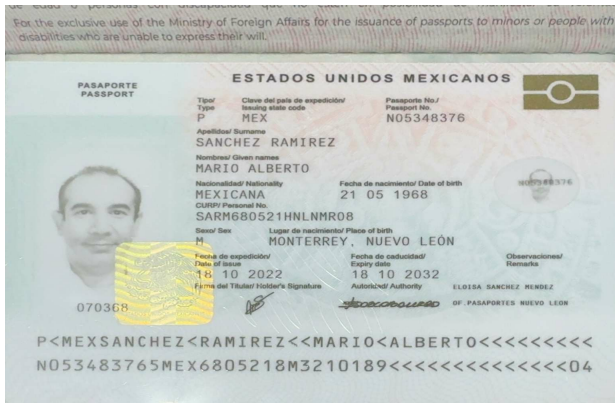 For the exclusive use of the Ministry of Foreign Affairs for the issuance of passports to minors or people with
disabilities who are unable to express their will.
PASAPORTE
PASSPORT
ESTADOS UNIDOS MEXICANOS
Tipo/ Clave del país de expedición/ Pasaporte No./
Type Issuing state code Passport No.
P MEX N05348376
Apellidos/ Surname
SANCHEZ RAMIREZ
Nombres/ Given names
MARIO ALBERTO
Nacionalidad/ Nationality Fecha de nacimiento/ Date of birth
MEXICANA 21 05 1968
N05348376
CURP/ Personal No.
SARM680521HNLNMR08
Sexo/ Sex Lugar de nacimiento/ Place of birth
M MONTERREY, NUEVO LEÓN
Fecha de expedición/ Fecha de caducidad/ Observaciones/
Date of issue Expiry date Remarks
18 10 2022 18 10 2032
Firma del Titular/ Holder's Signature Autoridad/ Authority ELOISA SANCHEZ MENDEZ
070368 OF. PASAPORTES NUEVO LEON
P<MEXSANCHEZ<RAMIREZ<<MARIO<ALBERTO<<<<<<<<<
N053483765MEX6805218M3210189<<<<<<<<<<<<<<04